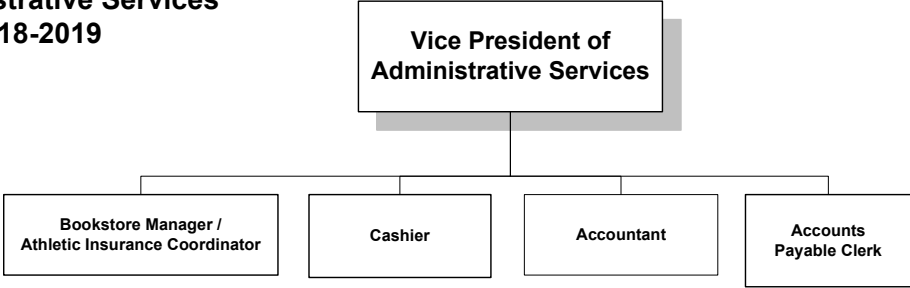 strative Services
18-2019
Vice President of
Administrative Services
Bookstore Manager /
Athletic Insurance Coordinator
Cashier
Accountant
Accounts
Payable Clerk